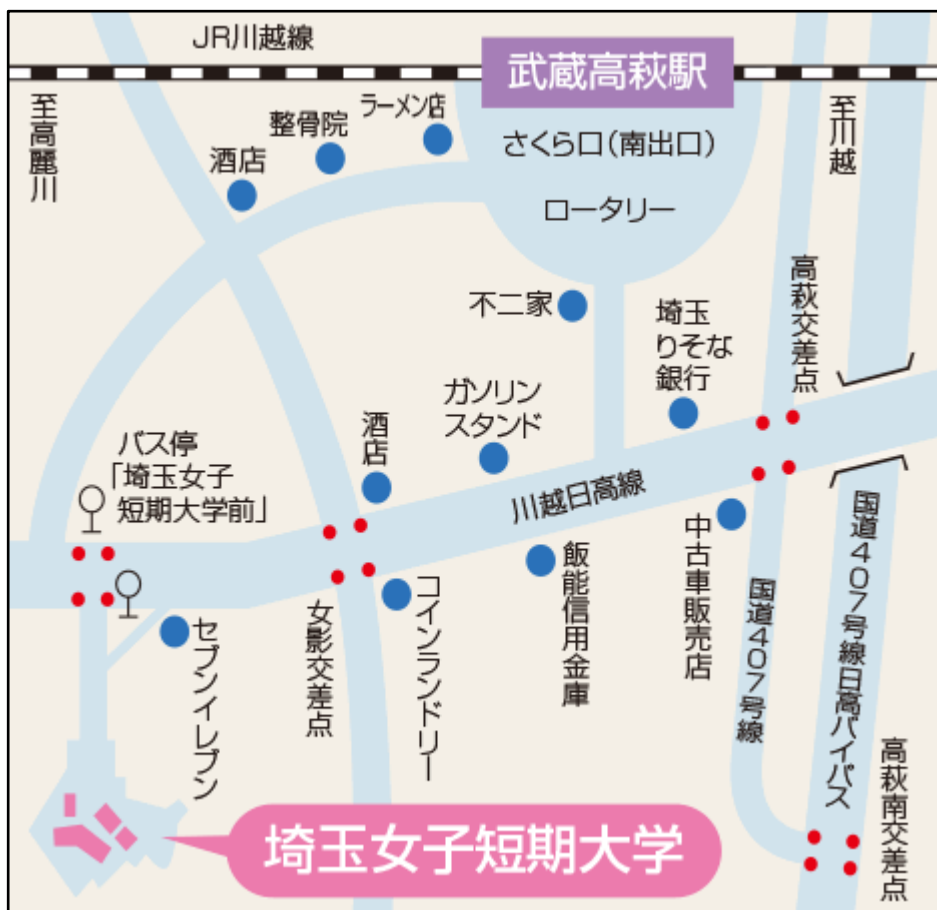 JR川越線
武蔵高萩駅
至高麗川
酒店
整骨院
ラーメン店
さくら口(南出口)
ロータリー
至川越
不二家
埼玉
りそな
銀行
高萩交差点
ガソリン
スタンド
酒店
バス停
「埼玉女子
短期大学前」
川越日高線
国道407号線日高バイパス
中古車販売店
国道407号線
飯能信用金庫
コインランドリー
女影交差点
セブンイレブン
高萩南交差点
埼玉女子短期大学